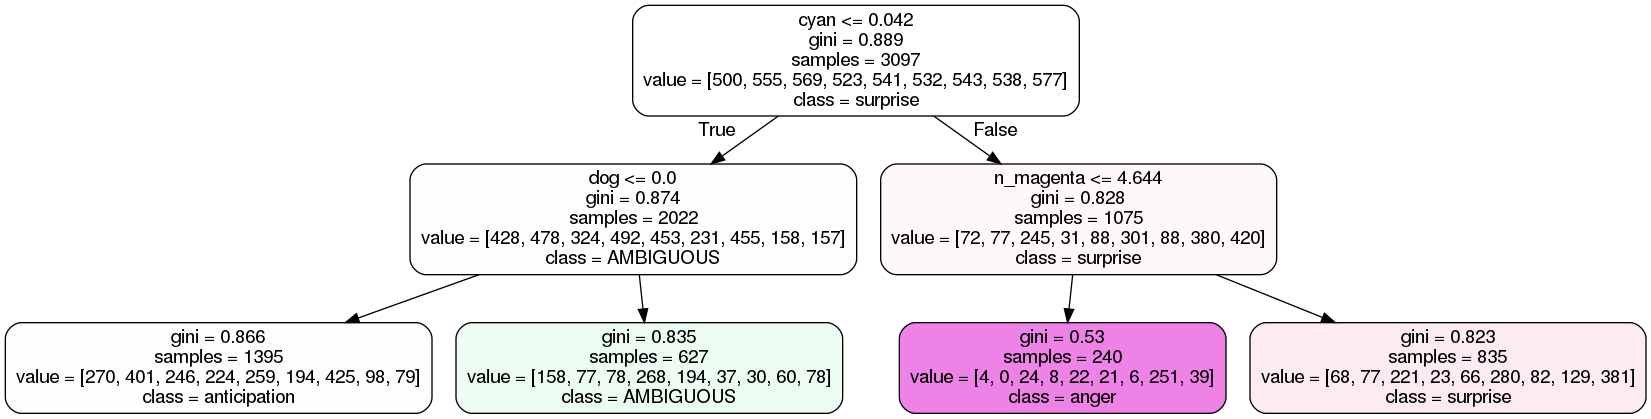 cyan <= 0.042
gini = 0.889
samples = 3097
value = [500, 555, 569, 523, 541, 532, 543, 538, 577]
class = surprise
True
False
dog <= 0.0
gini = 0.874
samples = 2022
value = [428, 478, 324, 492, 453, 231, 455, 158, 157]
class = AMBIGUOUS
n_magenta <= 4.644
gini = 0.828
samples = 1075
value = [72, 77, 245, 31, 88, 301, 88, 380, 420]
class = surprise
gini = 0.866
samples = 1395
value = [270, 401, 246, 224, 259, 194, 425, 98, 79]
class = anticipation
gini = 0.835
samples = 627
value = [158, 77, 78, 268, 194, 37, 30, 60, 78]
class = AMBIGUOUS
gini = 0.53
samples = 240
value = [4, 0, 24, 8, 22, 21, 6, 251, 39]
class = anger
gini = 0.823
samples = 835
value = [68, 77, 221, 23, 66, 280, 82, 129, 381]
class = surprise